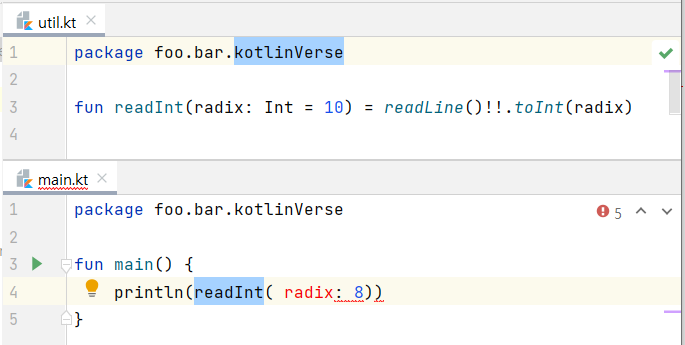 util.kt
1 package foo.bar.kotlinVerse
2
3 fun readInt(radix: Int = 10) = readLine()!!.toInt(radix)
4
main.kt
1 package foo.bar.kotlinVerse
5
2
3 fun main() {
4 println(readInt( radix: 8))
5 }